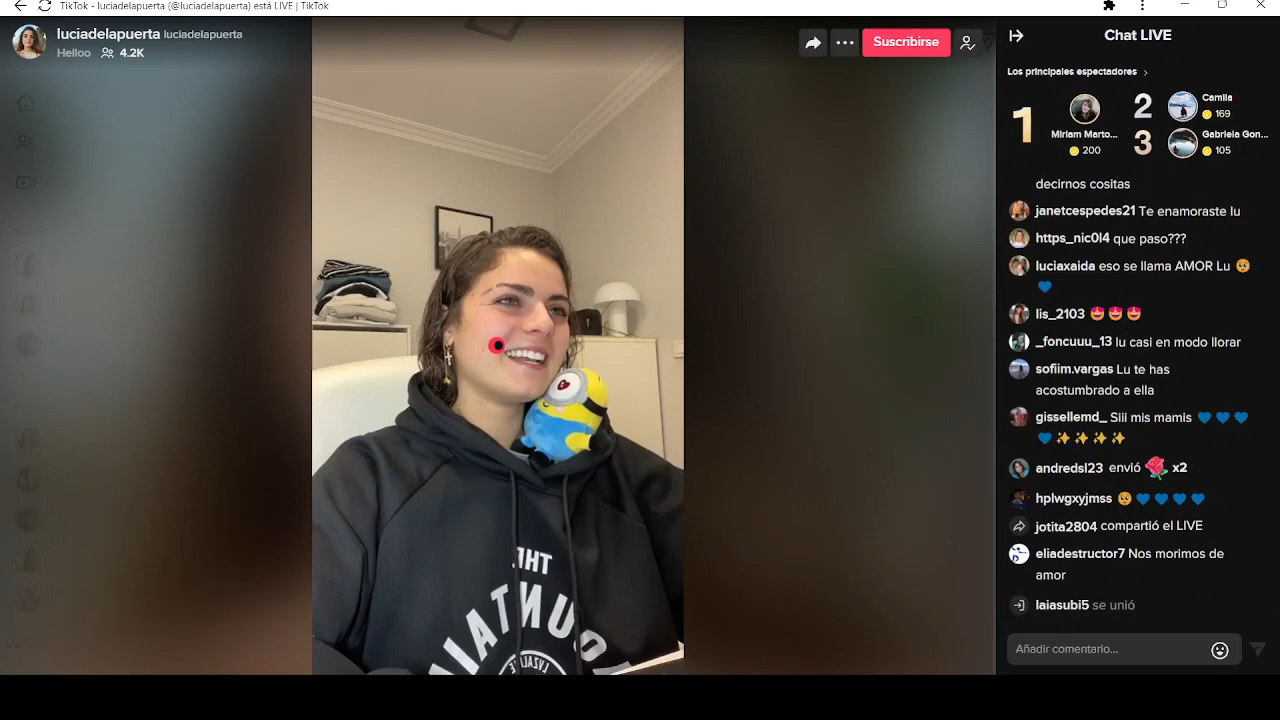 TikTok - luciadelapuerta (@luciadelapuerta) está LIVE | TikTok
luciadelapuerta luciadelapuerta
Helloo 4.2K
Suscribirse
Chat LIVE
Los principales espectadores
1
Miriam Marto...
200
2
Camila
169
3
Gabriela Gon...
105
decirnos cositas
janetcespedes21 Te enamoraste lu
https_nic0l4 que paso???
luciaxaida eso se llama AMOR Lu 🥺
💙
lis_2103 🤩🤩🤩
_foncuuu_13 lu casi en modo llorar
sofiim.vargas Lu te has
acostumbrado a ella
gissellemd_ Siii mis mamis 💙💙💙
💙✨✨✨✨
andredsl23 envió 🌹 x2
hplwgxyjmss 🥺💙💙💙💙
jotita2804 compartió el LIVE
eliadestructor7 Nos morimos de
amor
laiasubi5 se unió
Añadir comentario...
THE
MOUNTAIN